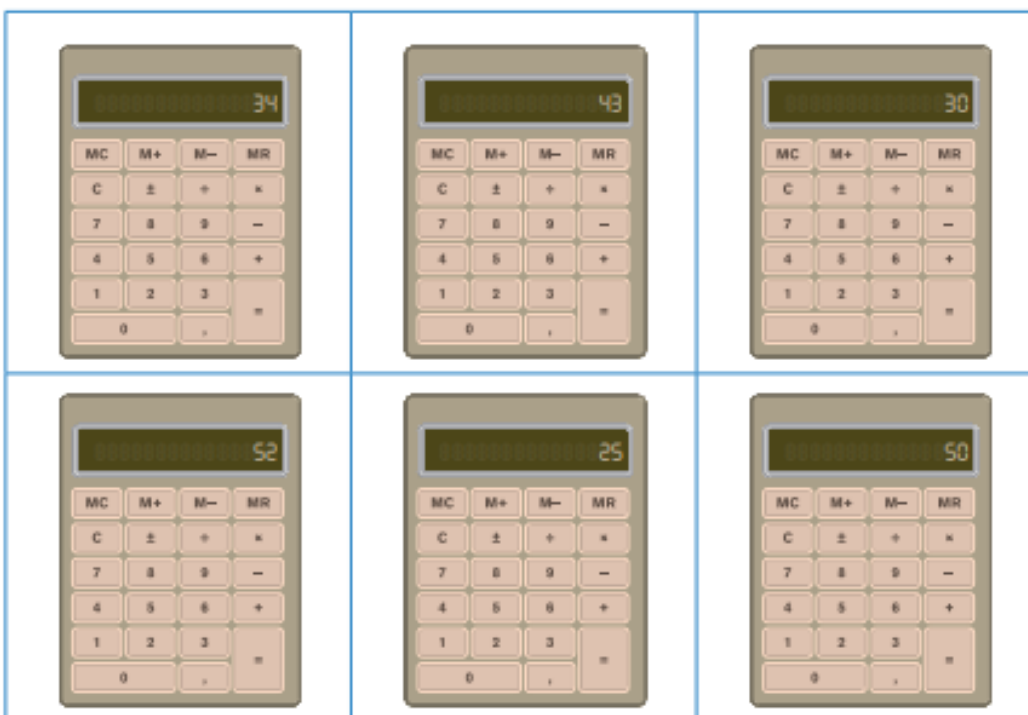 34 43 30
MC M+ M− MR MC M+ M− MR MC M+ M− MR
C ± ÷ × C ± ÷ × C ± ÷ ×
7 8 9 − 7 8 9 − 7 8 9 −
4 5 6 + 4 5 6 + 4 5 6 +
1 2 3 1 2 3 1 2 3
= = =
0 , 0 , 0 ,
52 25 50
MC M+ M− MR MC M+ M− MR MC M+ M− MR
C ± ÷ × C ± ÷ × C ± ÷ ×
7 8 9 − 7 8 9 − 7 8 9 −
4 5 6 + 4 5 6 + 4 5 6 +
1 2 3 1 2 3 1 2 3
= = =
0 , 0 , 0 ,